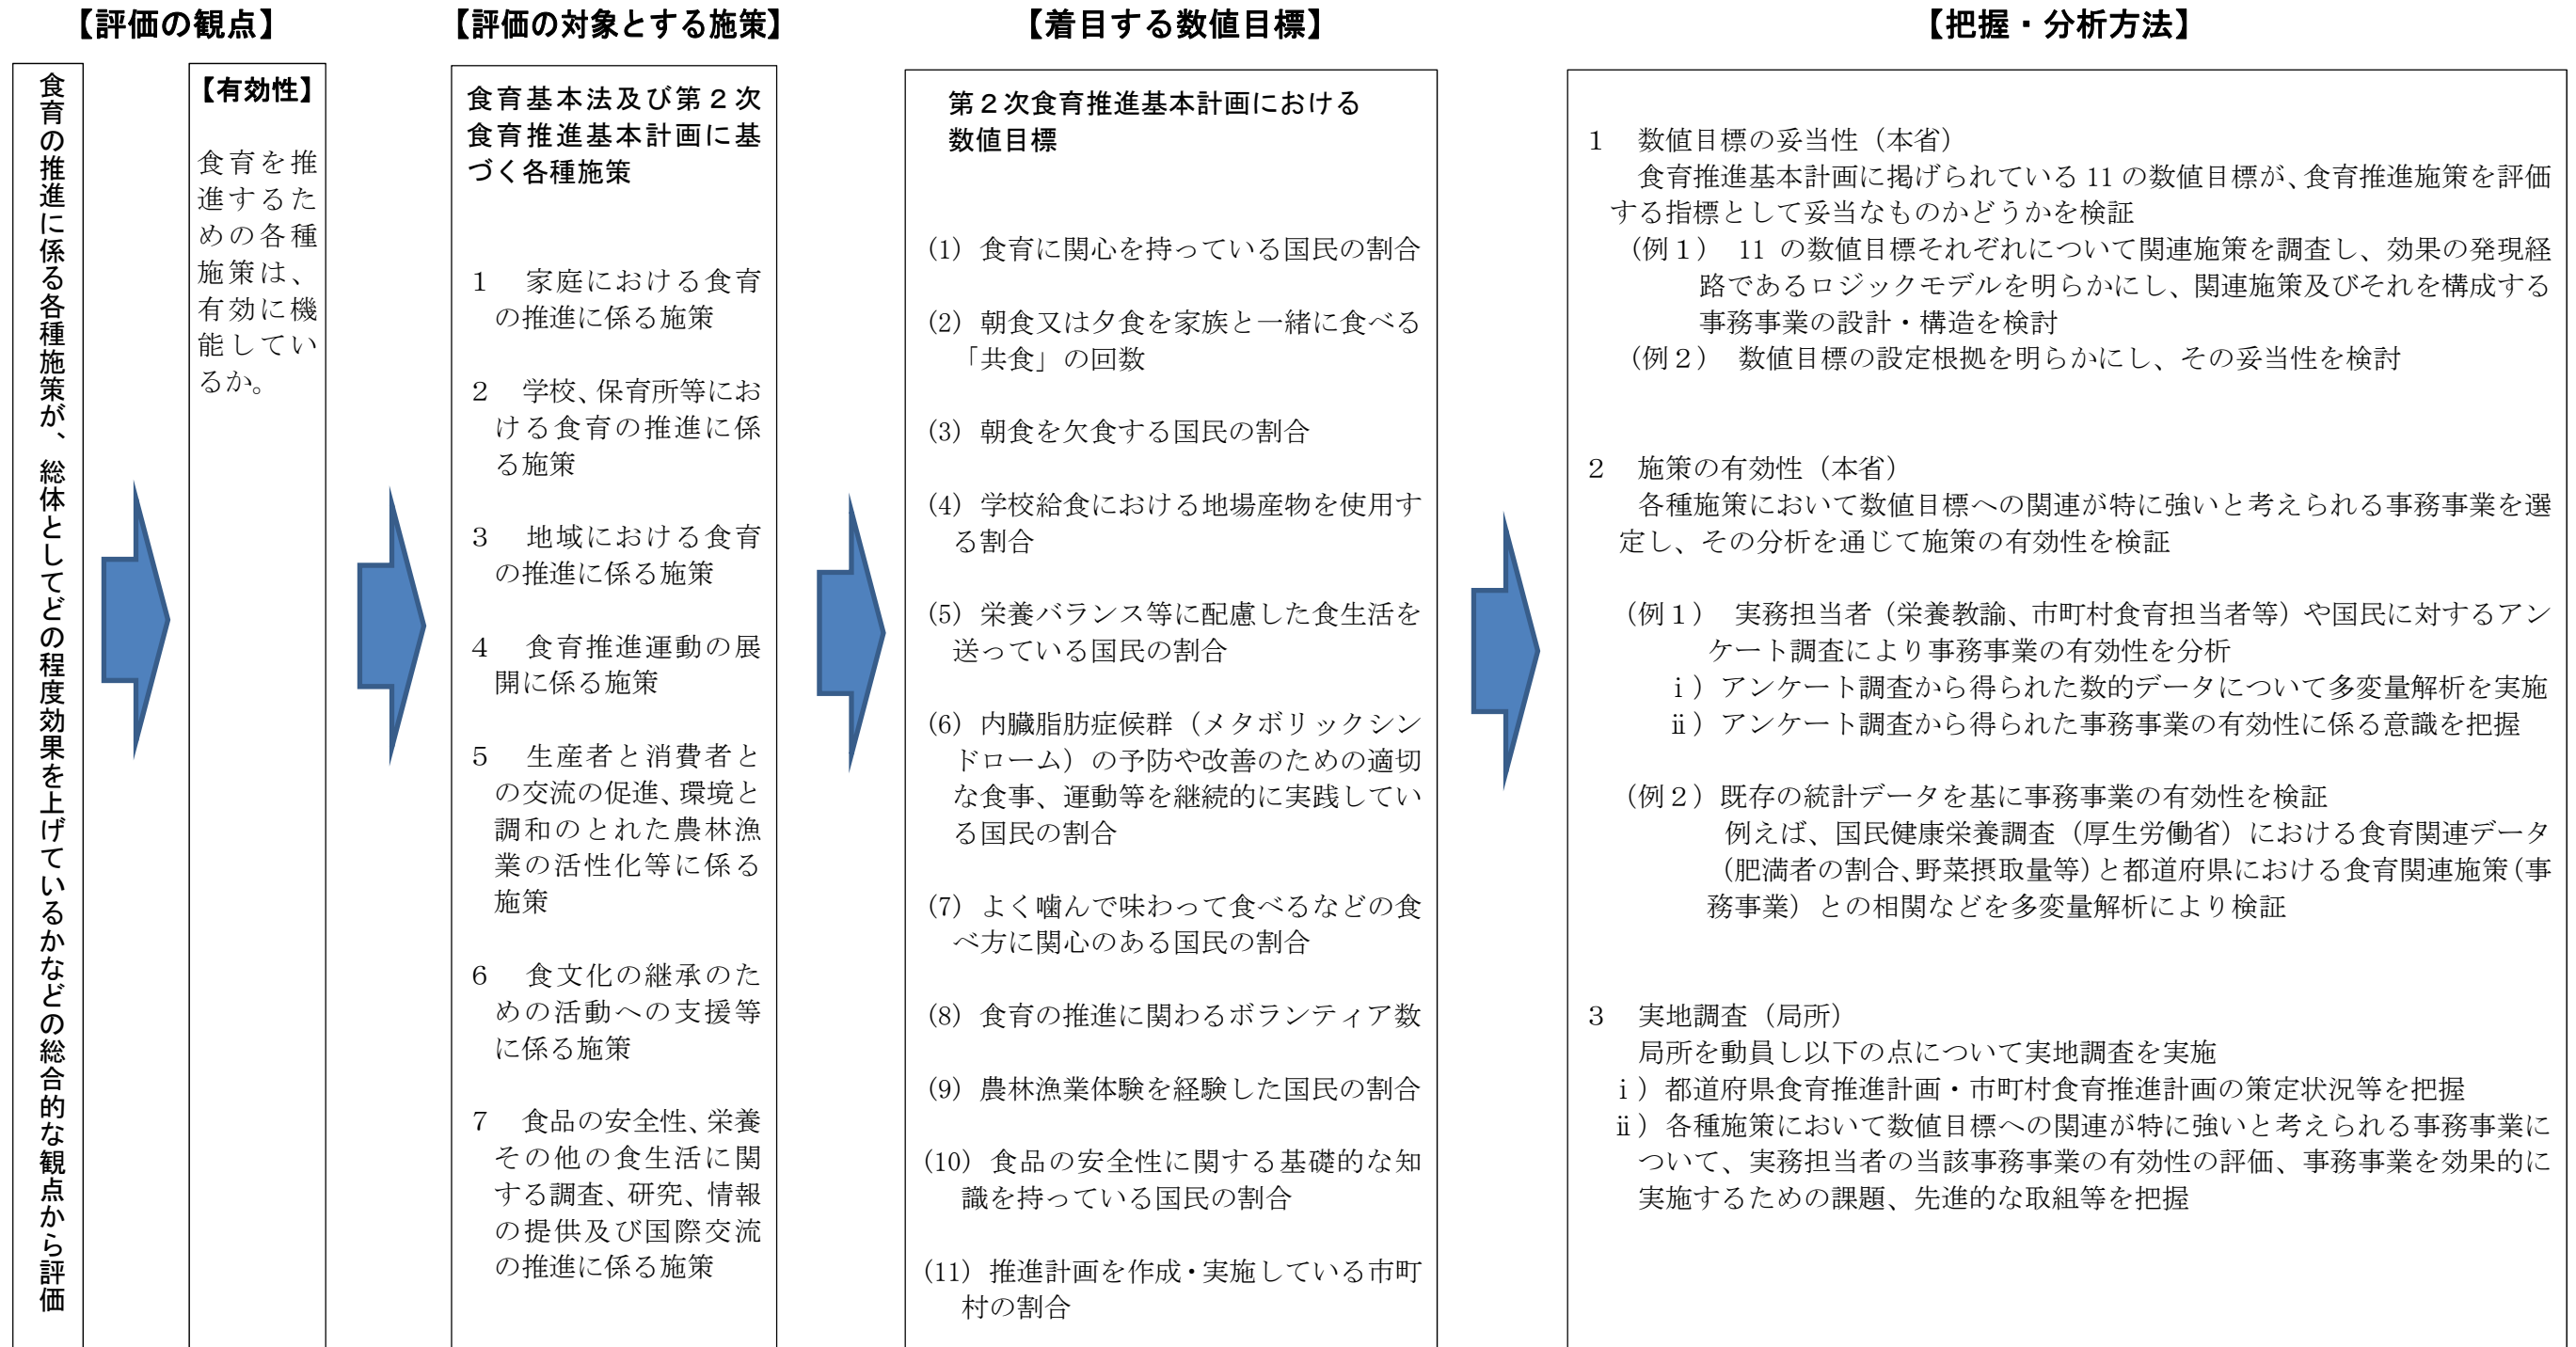 【評価の観点】
食育の推進に係る各種施策が、総体としてどの程度効果を上げているかなどの総合的な観点から評価
【有効性】
食育を推
進するた
めの各種
施策は、
有効に機
能してい
るか。
【評価の対象とする施策】
食育基本法及び第２次
食育推進基本計画に基
づく各種施策
１　家庭における食育
の推進に係る施策
２　学校、保育所等にお
ける食育の推進に係
る施策
３　地域における食育
の推進に係る施策
４　食育推進運動の展
開に係る施策
５　生産者と消費者と
の交流の促進、環境と
調和のとれた農林漁
業の活性化等に係る
施策
６　食文化の継承のた
めの活動への支援等
に係る施策
７　食品の安全性、栄養
その他の食生活に関
する調査、研究、情報
の提供及び国際交流
の推進に係る施策
【着目する数値目標】
第２次食育推進基本計画における
数値目標
(1) 食育に関心を持っている国民の割合
(2) 朝食又は夕食を家族と一緒に食べる
「共食」の回数
(3) 朝食を欠食する国民の割合
(4) 学校給食における地場産物を使用す
る割合
(5) 栄養バランス等に配慮した食生活を
送っている国民の割合
(6) 内臓脂肪症候群（メタボリックシン
ドローム）の予防や改善のための適切
な食事、運動等を継続的に実践してい
る国民の割合
(7) よく噛んで味わって食べるなどの食
べ方に関心のある国民の割合
(8) 食育の推進に関わるボランティア数
(9) 農林漁業体験を経験した国民の割合
(10) 食品の安全性に関する基礎的な知
識を持っている国民の割合
(11) 推進計画を作成・実施している市町
村の割合
【把握・分析方法】
１　数値目標の妥当性（本省）
食育推進基本計画に掲げられている 11 の数値目標が、食育推進施策を評価
する指標として妥当なものかどうかを検証
（例１） 11 の数値目標それぞれについて関連施策を調査し、効果の発現経
路であるロジックモデルを明らかにし、関連施策及びそれを構成する
事務事業の設計・構造を検討
（例２） 数値目標の設定根拠を明らかにし、その妥当性を検討
２　施策の有効性（本省）
各種施策において数値目標への関連が特に強いと考えられる事務事業を選
定し、その分析を通じて施策の有効性を検証
（例１） 実務担当者（栄養教諭、市町村食育担当者等）や国民に対するアン
ケート調査により事務事業の有効性を分析
ⅰ）アンケート調査から得られた数的データについて多変量解析を実施
ⅱ）アンケート調査から得られた事務事業の有効性に係る意識を把握
（例２）既存の統計データを基に事務事業の有効性を検証
例えば、国民健康栄養調査（厚生労働省）における食育関連データ
（肥満者の割合、野菜摂取量等）と都道府県における食育関連施策（事
務事業）との相関などを多変量解析により検証
３　実地調査（局所）
局所を動員し以下の点について実地調査を実施
ⅰ）都道府県食育推進計画・市町村食育推進計画の策定状況等を把握
ⅱ）各種施策において数値目標への関連が特に強いと考えられる事務事業に
ついて、実務担当者の当該事務事業の有効性の評価、事務事業を効果的に
実施するための課題、先進的な取組等を把握